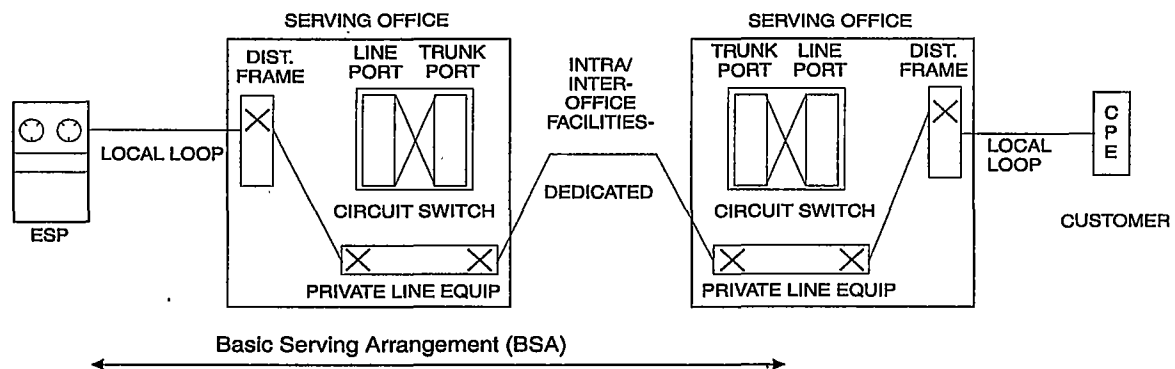 SERVING OFFICE
DIST.
FRAME
LINE
PORT
TRUNK
PORT
CIRCUIT SWITCH
PRIVATE LINE EQUIP
ESP
LOCAL LOOP
INTRA/
INTER-
OFFICE
FACILITIES-
DEDICATED
SERVING OFFICE
TRUNK
PORT
LINE
PORT
DIST.
FRAME
CIRCUIT SWITCH
PRIVATE LINE EQUIP
LOCAL
LOOP
C
P
E
CUSTOMER
Basic Serving Arrangement (BSA)